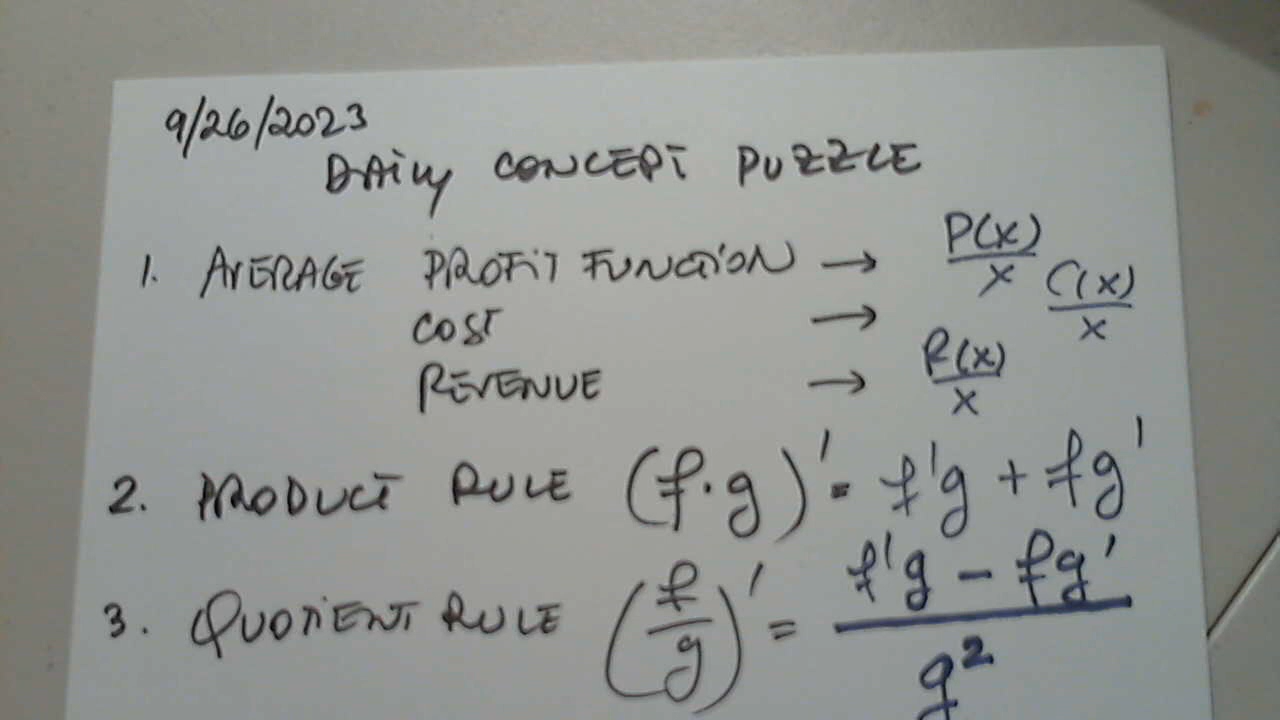 9/26/2023
DAily CONCEPT PUZZLE
1. AVERAGE PROFIT FUNCTION → P(x)/x
COST → C(x)/x
REVENUE → R(x)/x
2. PRODUCT RULE (f·g)' = f'g + fg'
3. QUOTIENT RULE (f/g)' = f'g - fg'/g²